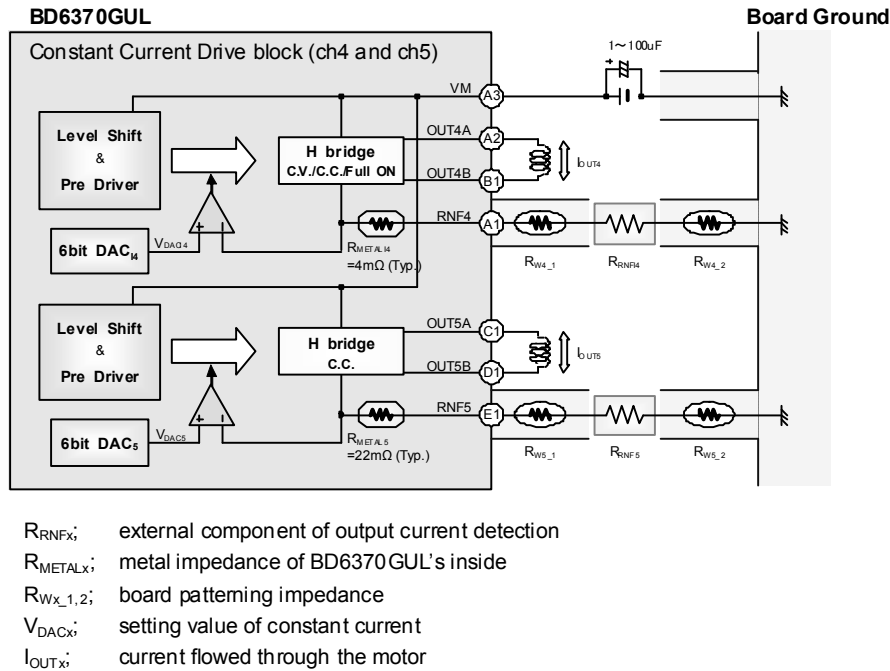 BD6370GUL
Board Ground
Constant Current Drive block (ch4 and ch5)
1～100uF
+
VM
A3
Level Shift
&
Pre Driver
H bridge
C.V./C.C./Full ON
OUT4A
A2
OUT4B
B1
IOUT4
RNF4
A1
+
-
6bit DACI4
VDACI4
RMETALI4
=4mΩ (Typ.)
RW4_1
RRNFI4
RW4_2
Level Shift
&
Pre Driver
H bridge
C.C.
OUT5A
C1
OUT5B
D1
IOUT5
RNF5
E1
+
-
6bit DAC5
VDAC5
RMETAL5
=22mΩ (Typ.)
RW5_1
RRNF5
RW5_2
RRNFx; external component of output current detection
RMETALx; metal impedance of BD6370GUL's inside
RWx_1,2; board patterning impedance
VDACx; setting value of constant current
IOUTx; current flowed through the motor